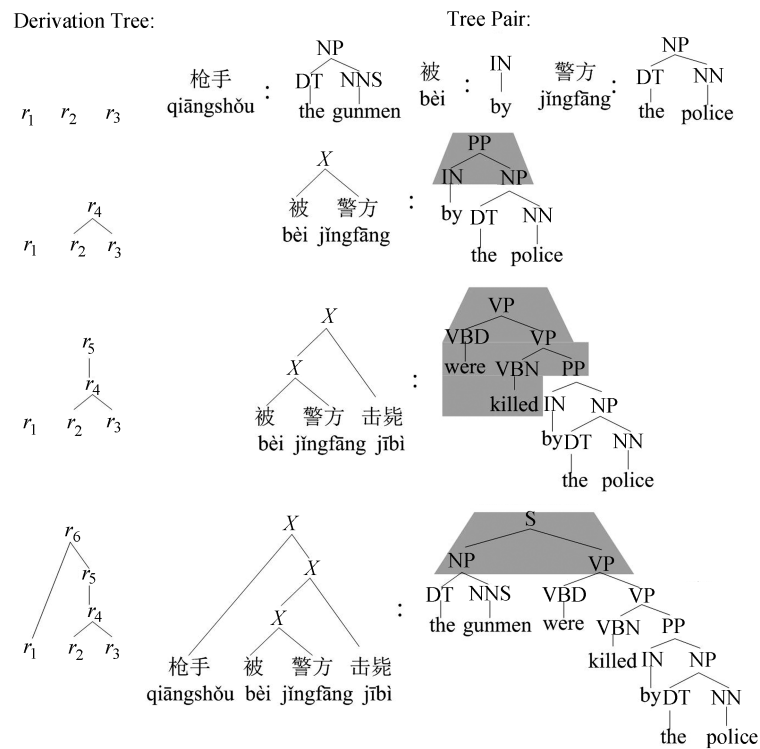 Derivation Tree: Tree Pair:
r1 r2 r3
枪手 : NP 被 : IN 警方 : NP
qiāngshǒu DT NNS bèi by jǐngfāng DT NN
the gunmen the police
r4
r1 r2 r3
X : PP
被 警方 IN NP
bèi jǐngfāng by DT NN
the police
r5
r4
r1 r2 r3
X : VP
X VBD VP
were VBN PP
被 警方 击毙 killed IN NP
bèi jǐngfāng jībì by DT NN
the police
r6
r5
r4
r1 r2 r3
X : S
X NP VP
X DT NNS VBD VP
the gunmen were VBN PP
枪手 被 警方 击毙 killed IN NP
qiāngshǒu bèi jǐngfāng jībì by DT NN
the police